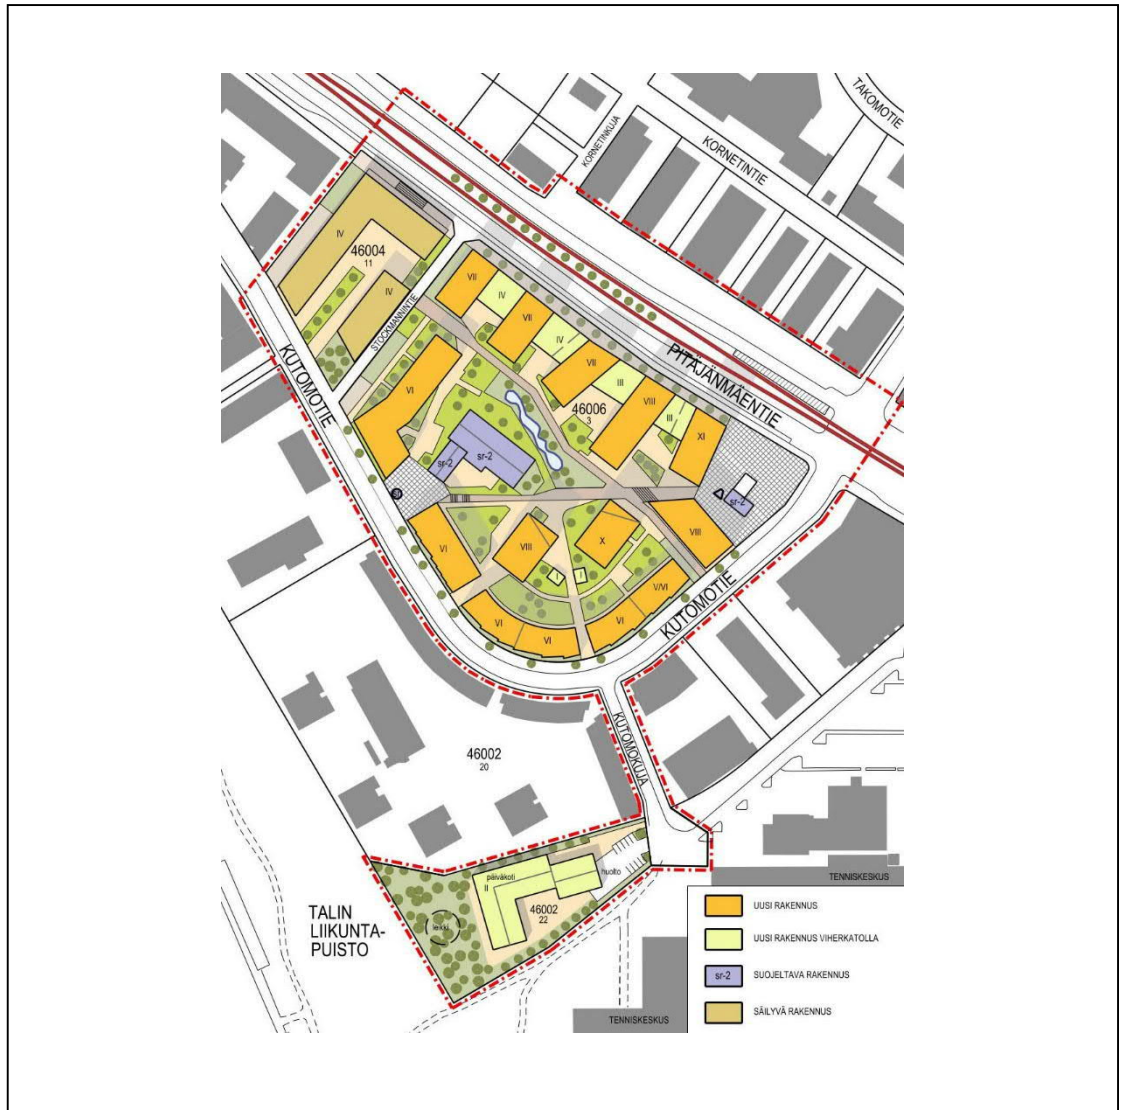 TAKOMOTIE
KORNETINKUJA
KORNETINTIE
IV
46004
11
IV
STOCKMANNINTIE
VII
IV
VII
IV
VII
III
VIII
III
XI
PITÄJÄNMÄENTIE
46006
3
KUTOMOTIE
VI
sr-2
sr-2
sr-2
VI
VIII
X
VIII
I
I
V/VI
VI
VI
VI
KUTOMOTIE
KUTOMOKUJA
46002
20
päiväkoti
II
huolto
46002
22
leikki
TALIN
LIIKUNTA-
PUISTO
TENNISKESKUS
TENNISKESKUS
UUSI RAKENNUS
UUSI RAKENNUS VIHERKATOLLA
sr-2
SUOJELTAVA RAKENNUS
SÄILYVÄ RAKENNUS